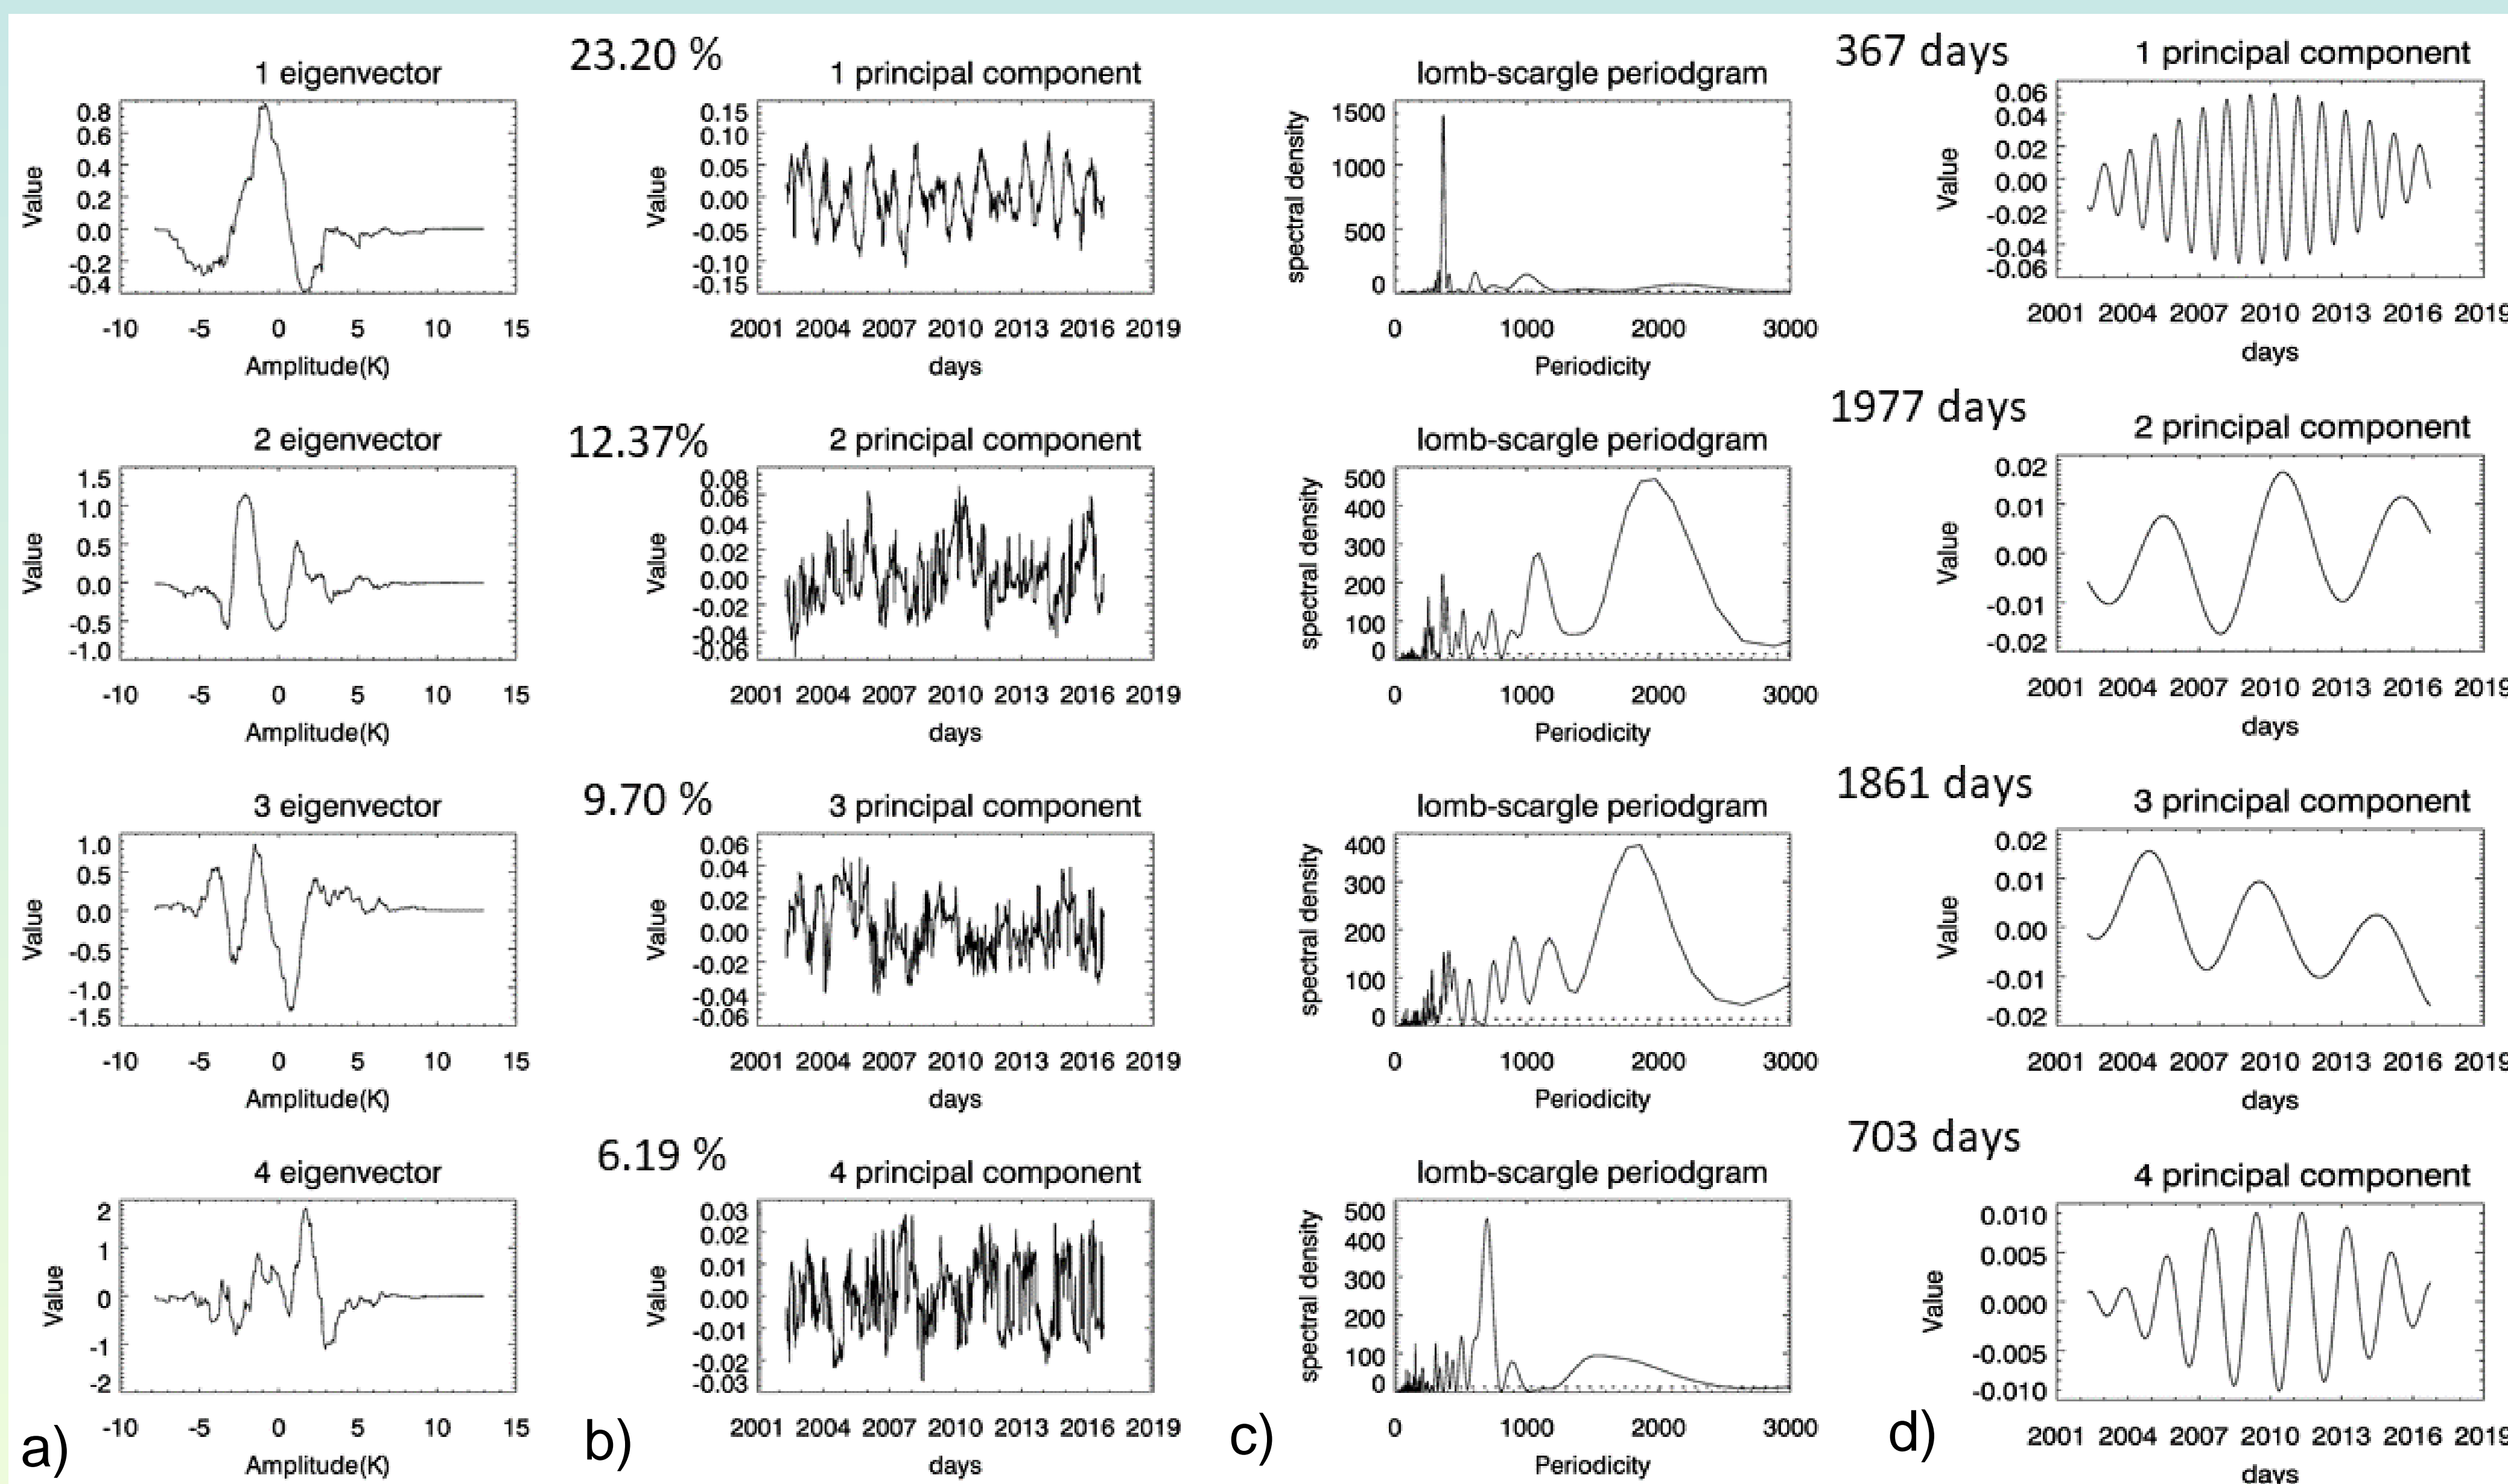 1 eigenvector
Value
0.8
0.6
0.4
0.2
0.0
-0.2
-0.4
-10 -5 0 5 10 15
Amplitude(K)
23.20 %
1 principal component
Value
0.15
0.10
0.05
0.00
-0.05
-0.10
-0.15
2001 2004 2007 2010 2013 2016 2019
days
lomb-scargle periodgram
spectral density
1500
1000
500
0
0 1000 2000 3000
Periodicity
367 days
1 principal component
Value
0.06
0.04
0.02
0.00
-0.02
-0.04
-0.06
2001 2004 2007 2010 2013 2016 2019
days
2 eigenvector
Value
1.5
1.0
0.5
0.0
-0.5
-1.0
-10 -5 0 5 10 15
Amplitude(K)
12.37%
2 principal component
Value
0.08
0.06
0.04
0.02
0.00
-0.02
-0.04
-0.06
2001 2004 2007 2010 2013 2016 2019
days
lomb-scargle periodgram
spectral density
500
400
300
200
100
0
0 1000 2000 3000
Periodicity
1977 days
2 principal component
Value
0.02
0.01
0.00
-0.01
-0.02
2001 2004 2007 2010 2013 2016 2019
days
3 eigenvector
Value
1.0
0.5
0.0
-0.5
-1.0
-1.5
-10 -5 0 5 10 15
Amplitude(K)
9.70 %
3 principal component
Value
0.06
0.04
0.02
0.00
-0.02
-0.04
-0.06
2001 2004 2007 2010 2013 2016 2019
days
lomb-scargle periodgram
spectral density
400
300
200
100
0
0 1000 2000 3000
Periodicity
1861 days
3 principal component
Value
0.02
0.01
0.00
-0.01
-0.02
2001 2004 2007 2010 2013 2016 2019
days
4 eigenvector
Value
2
1
0
-1
-2
-10 -5 0 5 10 15
Amplitude(K)
a)
6.19 %
4 principal component
Value
0.03
0.02
0.01
0.00
-0.01
-0.02
-0.03
2001 2004 2007 2010 2013 2016 2019
days
b)
lomb-scargle periodgram
spectral density
500
400
300
200
100
0
0 1000 2000 3000
Periodicity
c)
703 days
4 principal component
Value
0.010
0.005
0.000
-0.005
-0.010
2001 2004 2007 2010 2013 2016 2019
days
d)